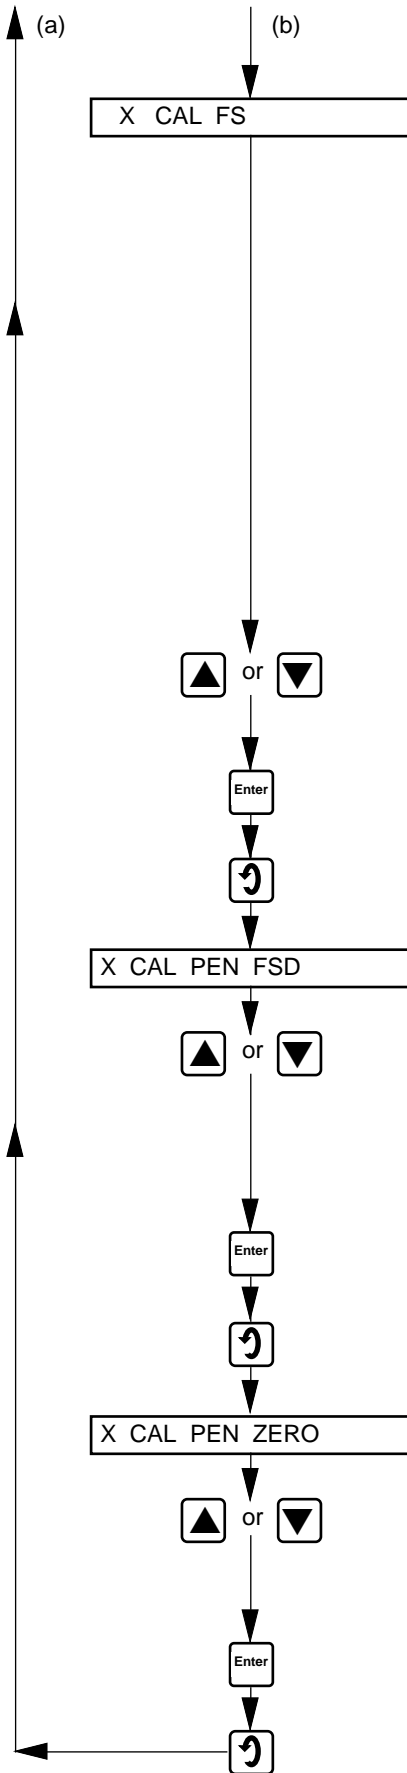 (a) (b)
X CAL FS
or
Enter
X CAL PEN FSD
or
Enter
X CAL PEN ZERO
or
Enter